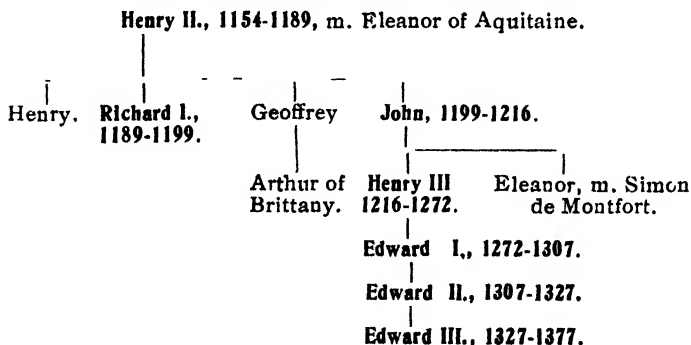 Henry II., 1154-1189, m. Eleanor of Aquitaine.
Henry. Richard I., Geoffrey John, 1199-1216.
1189-1199.
Arthur of Henry III Eleanor, m. Simon
Brittany. 1216-1272. de Montfort.
Edward I., 1272-1307.
Edward II., 1307-1327.
Edward III., 1327-1377.